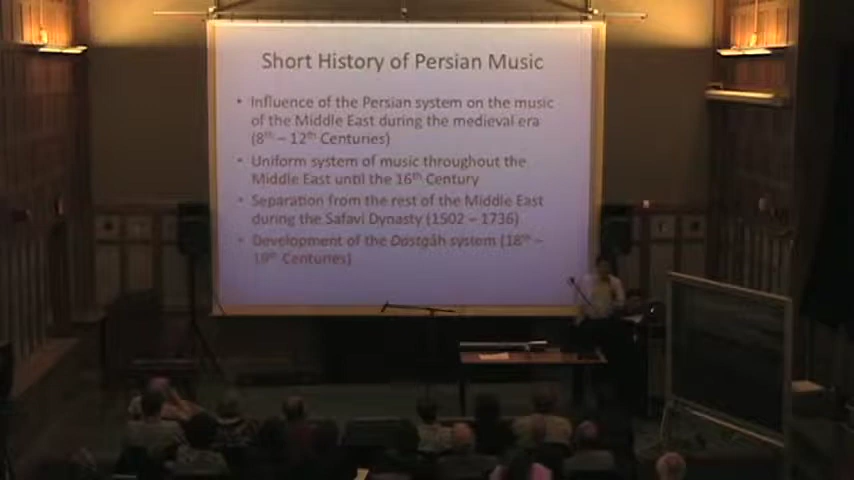 Short History of Persian Music
• Influence of the Persian system on the music
of the Middle East during the medieval era
(8th – 12th Centuries)
• Uniform system of music throughout the
Middle East until the 16th Century
• Separation from the rest of the Middle East
during the Safavi Dynasty (1502 – 1736)
• Development of the Dastgāh system (18th –
19th Centuries)